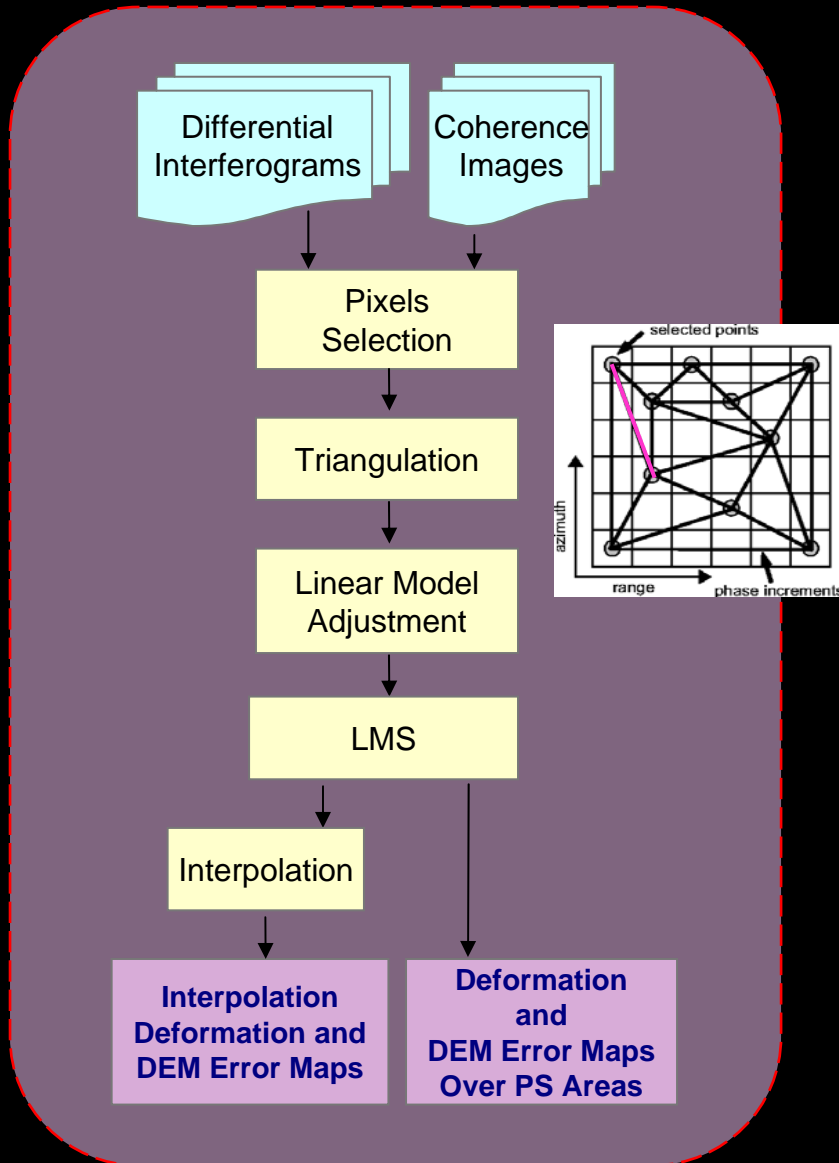 Differential
Interferograms
Coherence
Images
Pixels
Selection
selected points
azimuth
range
phase increments
Triangulation
Linear Model
Adjustment
LMS
Interpolation
Interpolation
Deformation and
DEM Error Maps
Deformation
and
DEM Error Maps
Over PS Areas